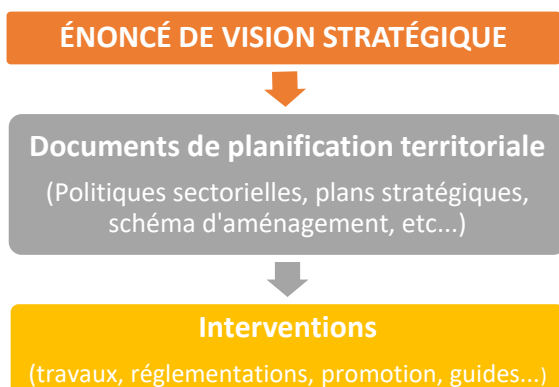 ÉNONCÉ DE VISION STRATÉGIQUE
Documents de planification territoriale
(Politiques sectorielles, plans stratégiques,
schéma d'aménagement, etc...)
Interventions
(travaux, réglementations, promotion, guides...)